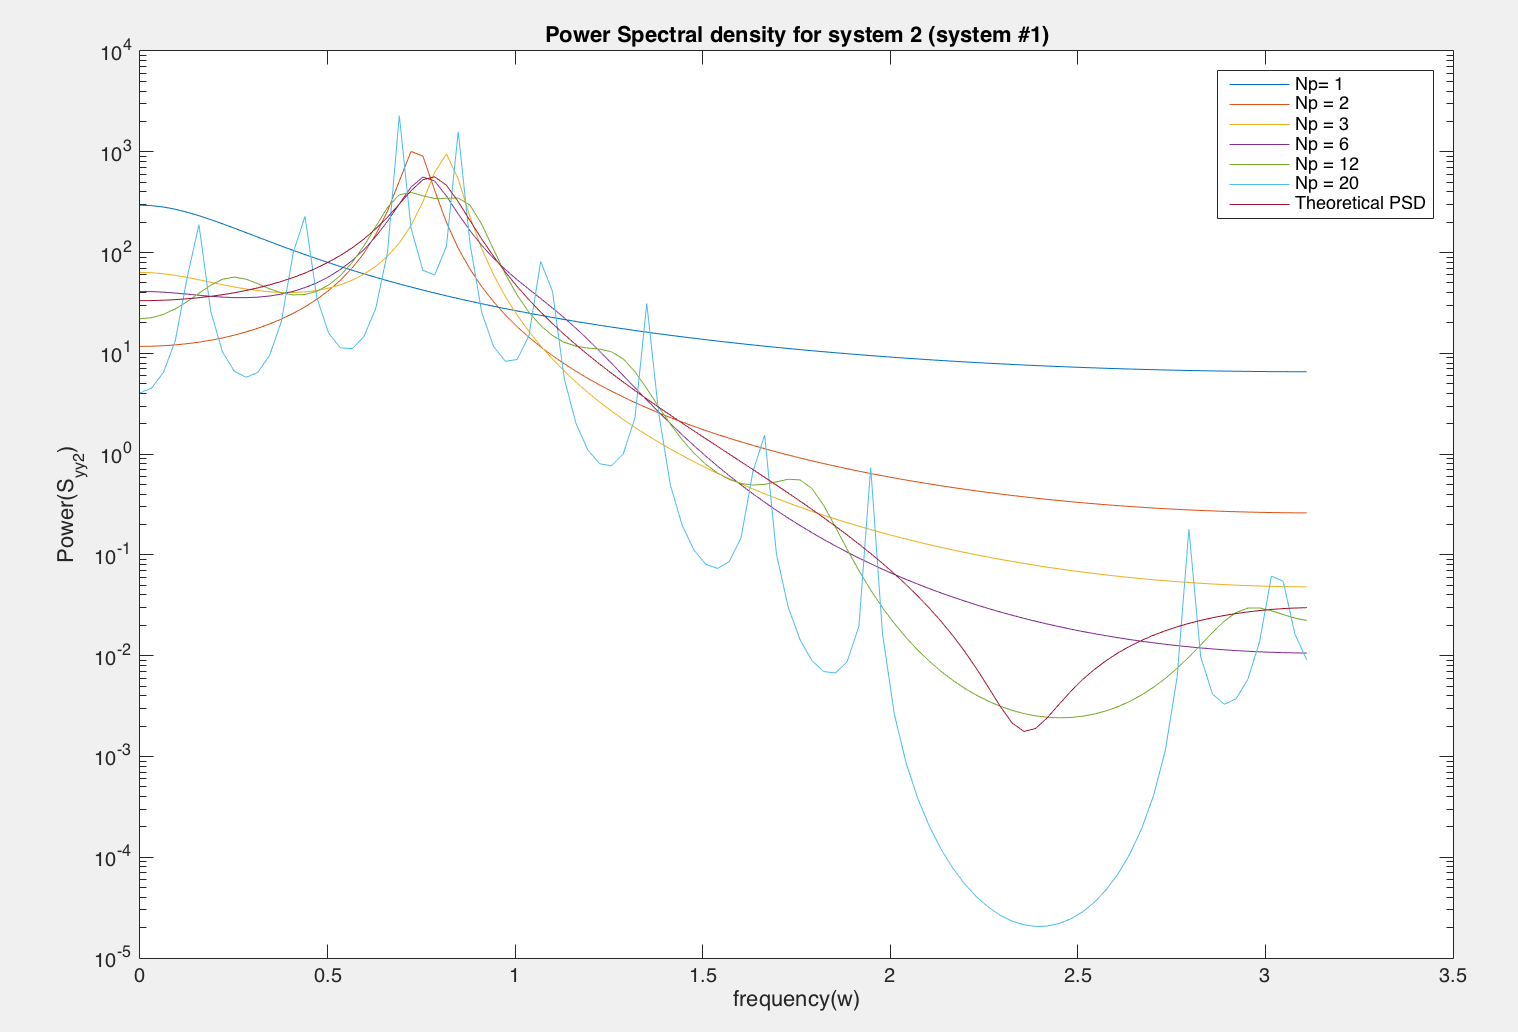 Power Spectral density for system 2 (system #1)
Np= 1
Np = 2
Np = 3
Np = 6
Np = 12
Np = 20
Theoretical PSD
10^4
10^3
10^2
10^1
10^0
10^-1
10^-2
10^-3
10^-4
10^-5
Power(S_yy2)
0 0.5 1 1.5 2 2.5 3 3.5
frequency(w)